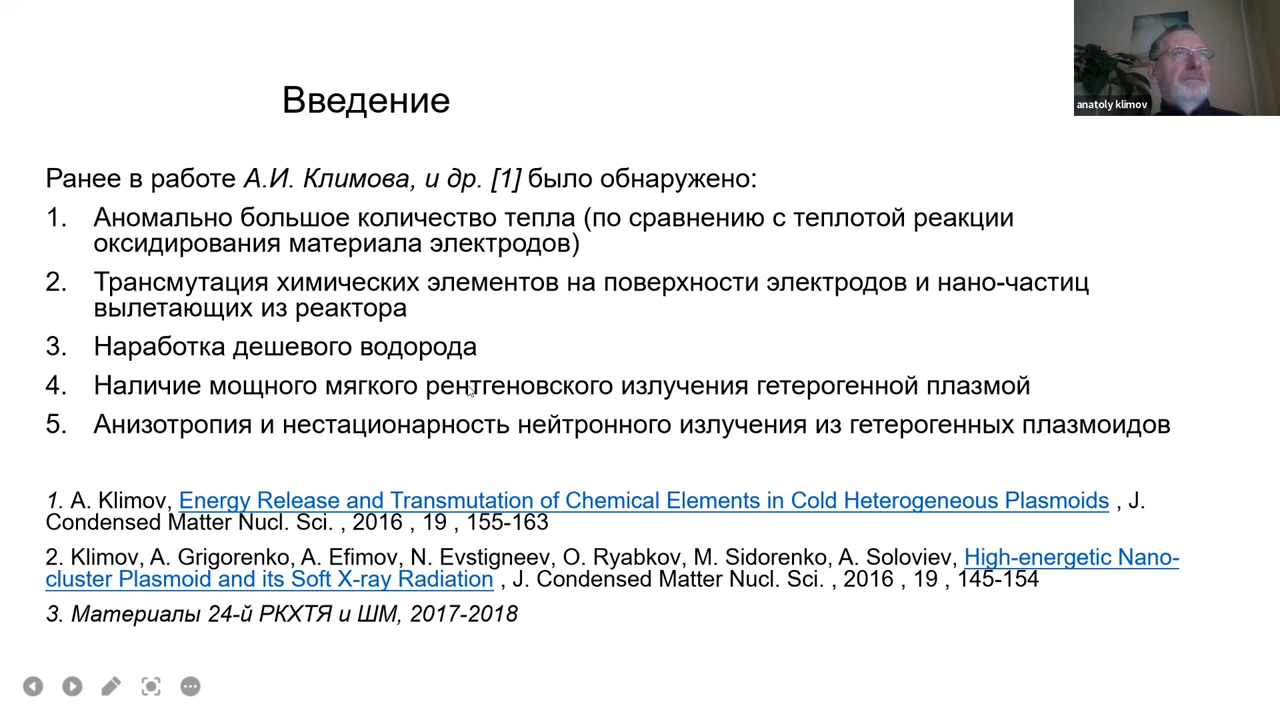 anatoly klimov
Введение
Ранее в работе А.И. Климова, и др. [1] было обнаружено:
1. Аномально большое количество тепла (по сравнению с теплотой реакции
оксидирования материала электродов)
2. Трансмутация химических элементов на поверхности электродов и нано-частиц
вылетающих из реактора
3. Наработка дешевого водорода
4. Наличие мощного мягкого рентгеновского излучения гетерогенной плазмой
5. Анизотропия и нестационарность нейтронного излучения из гетерогенных плазмоидов
1. A. Klimov, Energy Release and Transmutation of Chemical Elements in Cold Heterogeneous Plasmoids , J.
Condensed Matter Nucl. Sci. , 2016 , 19 , 155-163
2. Klimov, A. Grigorenko, A. Efimov, N. Evstigneev, O. Ryabkov, M. Sidorenko, A. Soloviev, High-energetic Nano-
cluster Plasmoid and its Soft X-ray Radiation , J. Condensed Matter Nucl. Sci. , 2016 , 19 , 145-154
3. Материалы 24-й РКХТЯ и ШМ, 2017-2018